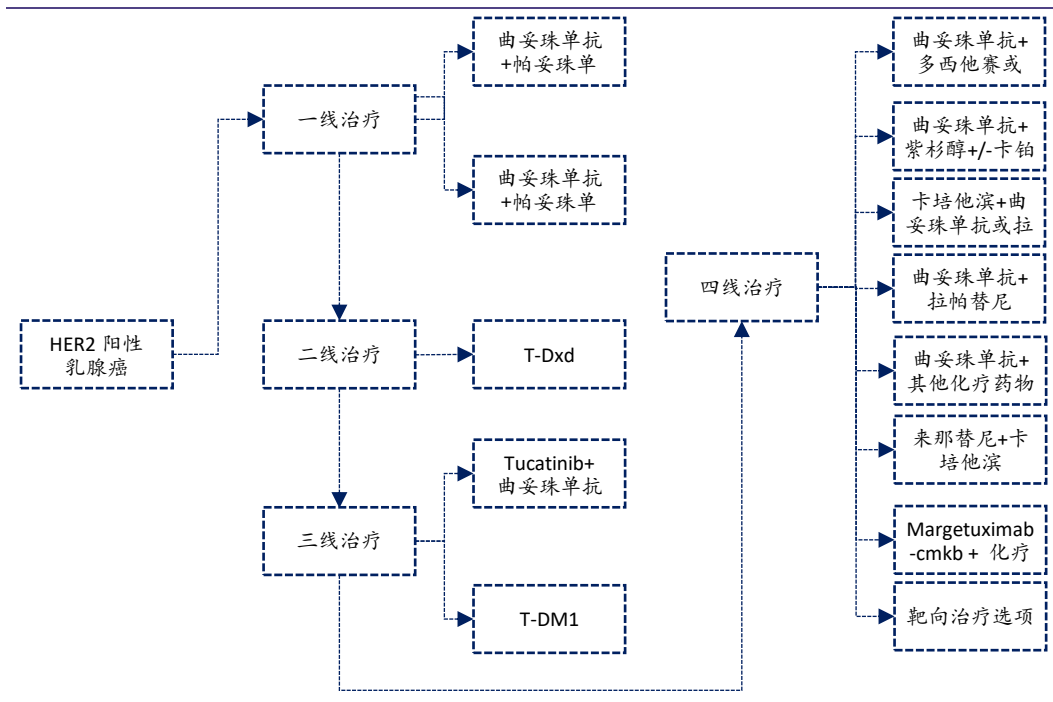 HER2 阳性
乳腺癌
一线治疗
曲妥珠单抗
+帕妥珠单
曲妥珠单抗
+帕妥珠单
二线治疗
T-Dxd
三线治疗
Tucatinib+
曲妥珠单抗
T-DM1
四线治疗
曲妥珠单抗+
多西他赛或
曲妥珠单抗+
紫杉醇+/-卡铂
卡培他滨+曲
妥珠单抗或拉
曲妥珠单抗+
拉帕替尼
曲妥珠单抗+
其他化疗药物
来那替尼+卡
培他滨
Margetuximab
-cmkb + 化疗
靶向治疗选项